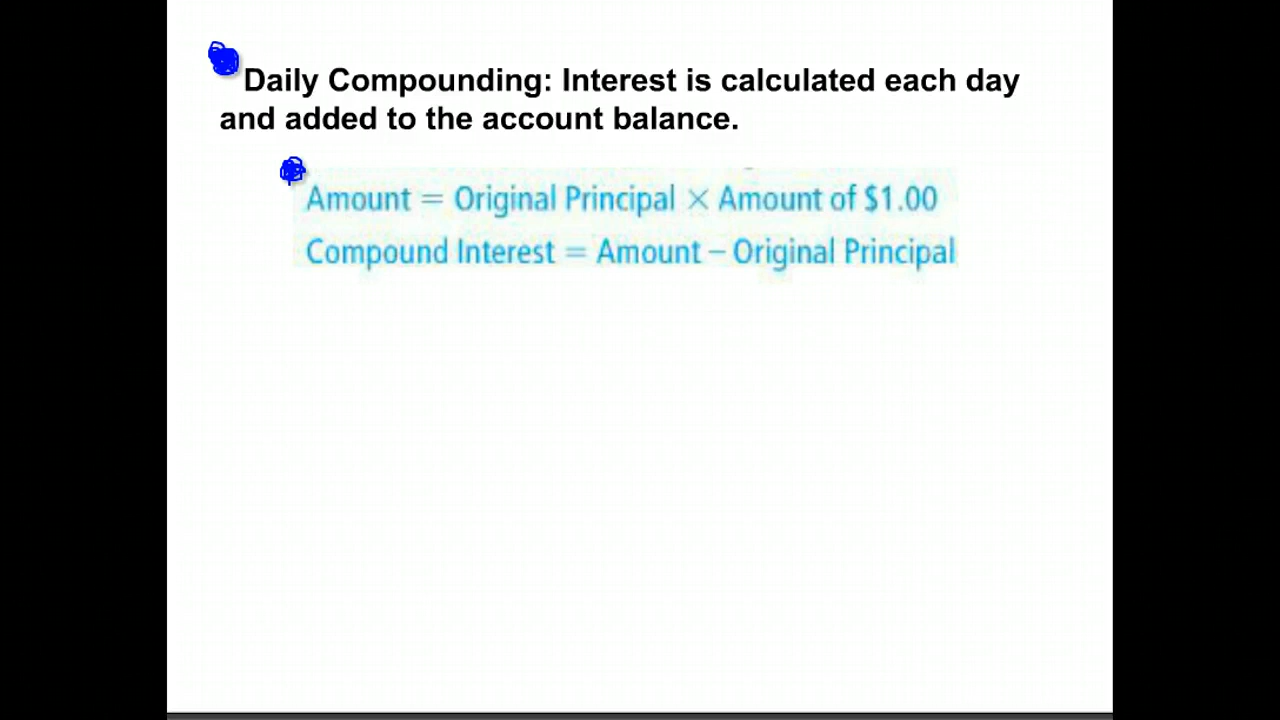 Daily Compounding: Interest is calculated each day
and added to the account balance.
Amount = Original Principal × Amount of $1.00
Compound Interest = Amount − Original Principal